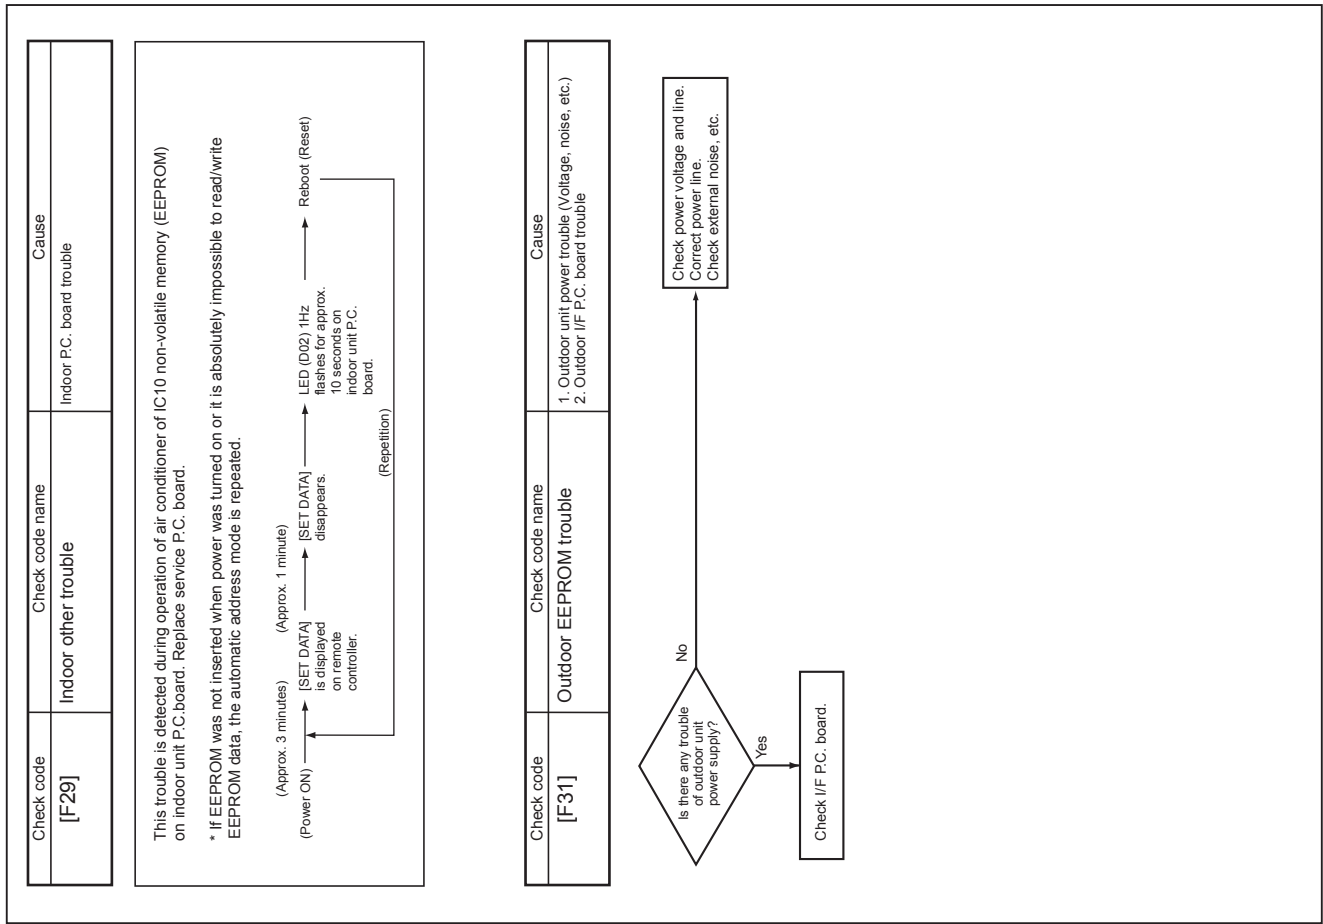 Check code
Check code name
Cause
[F29]
Indoor other trouble
Indoor P.C. board trouble
This trouble is detected during operation of air conditioner of IC10 non-volatile memory (EEPROM)
on indoor unit P.C.board. Replace service P.C. board.
* If EEPROM was not inserted when power was turned on or it is absolutely impossible to read/write
EEPROM data, the automatic address mode is repeated.
(Approx. 3 minutes)
(Approx. 1 minute)
(Power ON)
[SET DATA]
is displayed
on remote
controller.
[SET DATA]
disappears.
LED (D02) 1Hz
flashes for approx.
10 seconds on
indoor unit P.C.
board.
Reboot (Reset)
(Repetition)
Check code
Check code name
Cause
[F31]
Outdoor EEPROM trouble
1. Outdoor unit power trouble (Voltage, noise, etc.)
2. Outdoor I/F P.C. board trouble
Is there any trouble
of outdoor unit
power supply?
No
Check power voltage and line.
Correct power line.
Check external noise, etc.
Yes
Check I/F P.C. board.